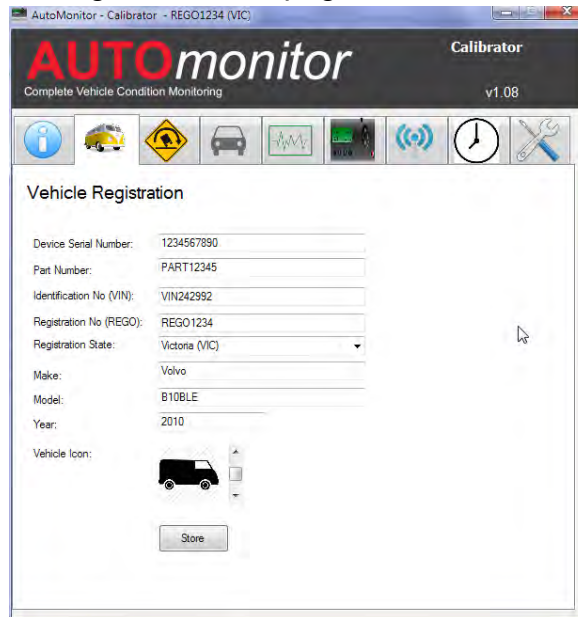 AutoMonitor - Calibrator - REGO1234 (VIC)
AUTOmonitor
Complete Vehicle Condition Monitoring
Calibrator
v1.08
Vehicle Registration
Device Serial Number: 1234567890
Part Number: PART12345
Identification No (VIN): VIN242992
Registration No (REGO): REGO1234
Registration State: Victoria (VIC)
Make: Volvo
Model: B10BLE
Year: 2010
Vehicle Icon:
Store